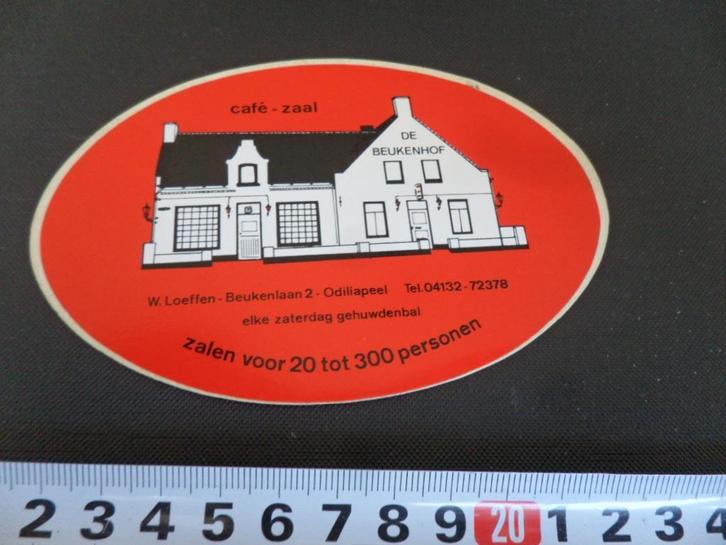 café - zaal
DE
BEUKENHOF
W. Loeffen - Beukenlaan 2 - Odiliapeel Tel. 04132-72378
elke zaterdag gehuwdenbal
zalen voor 20 tot 300 personen
2 3 4 5 6 7 8 9 20 1 2 3 4